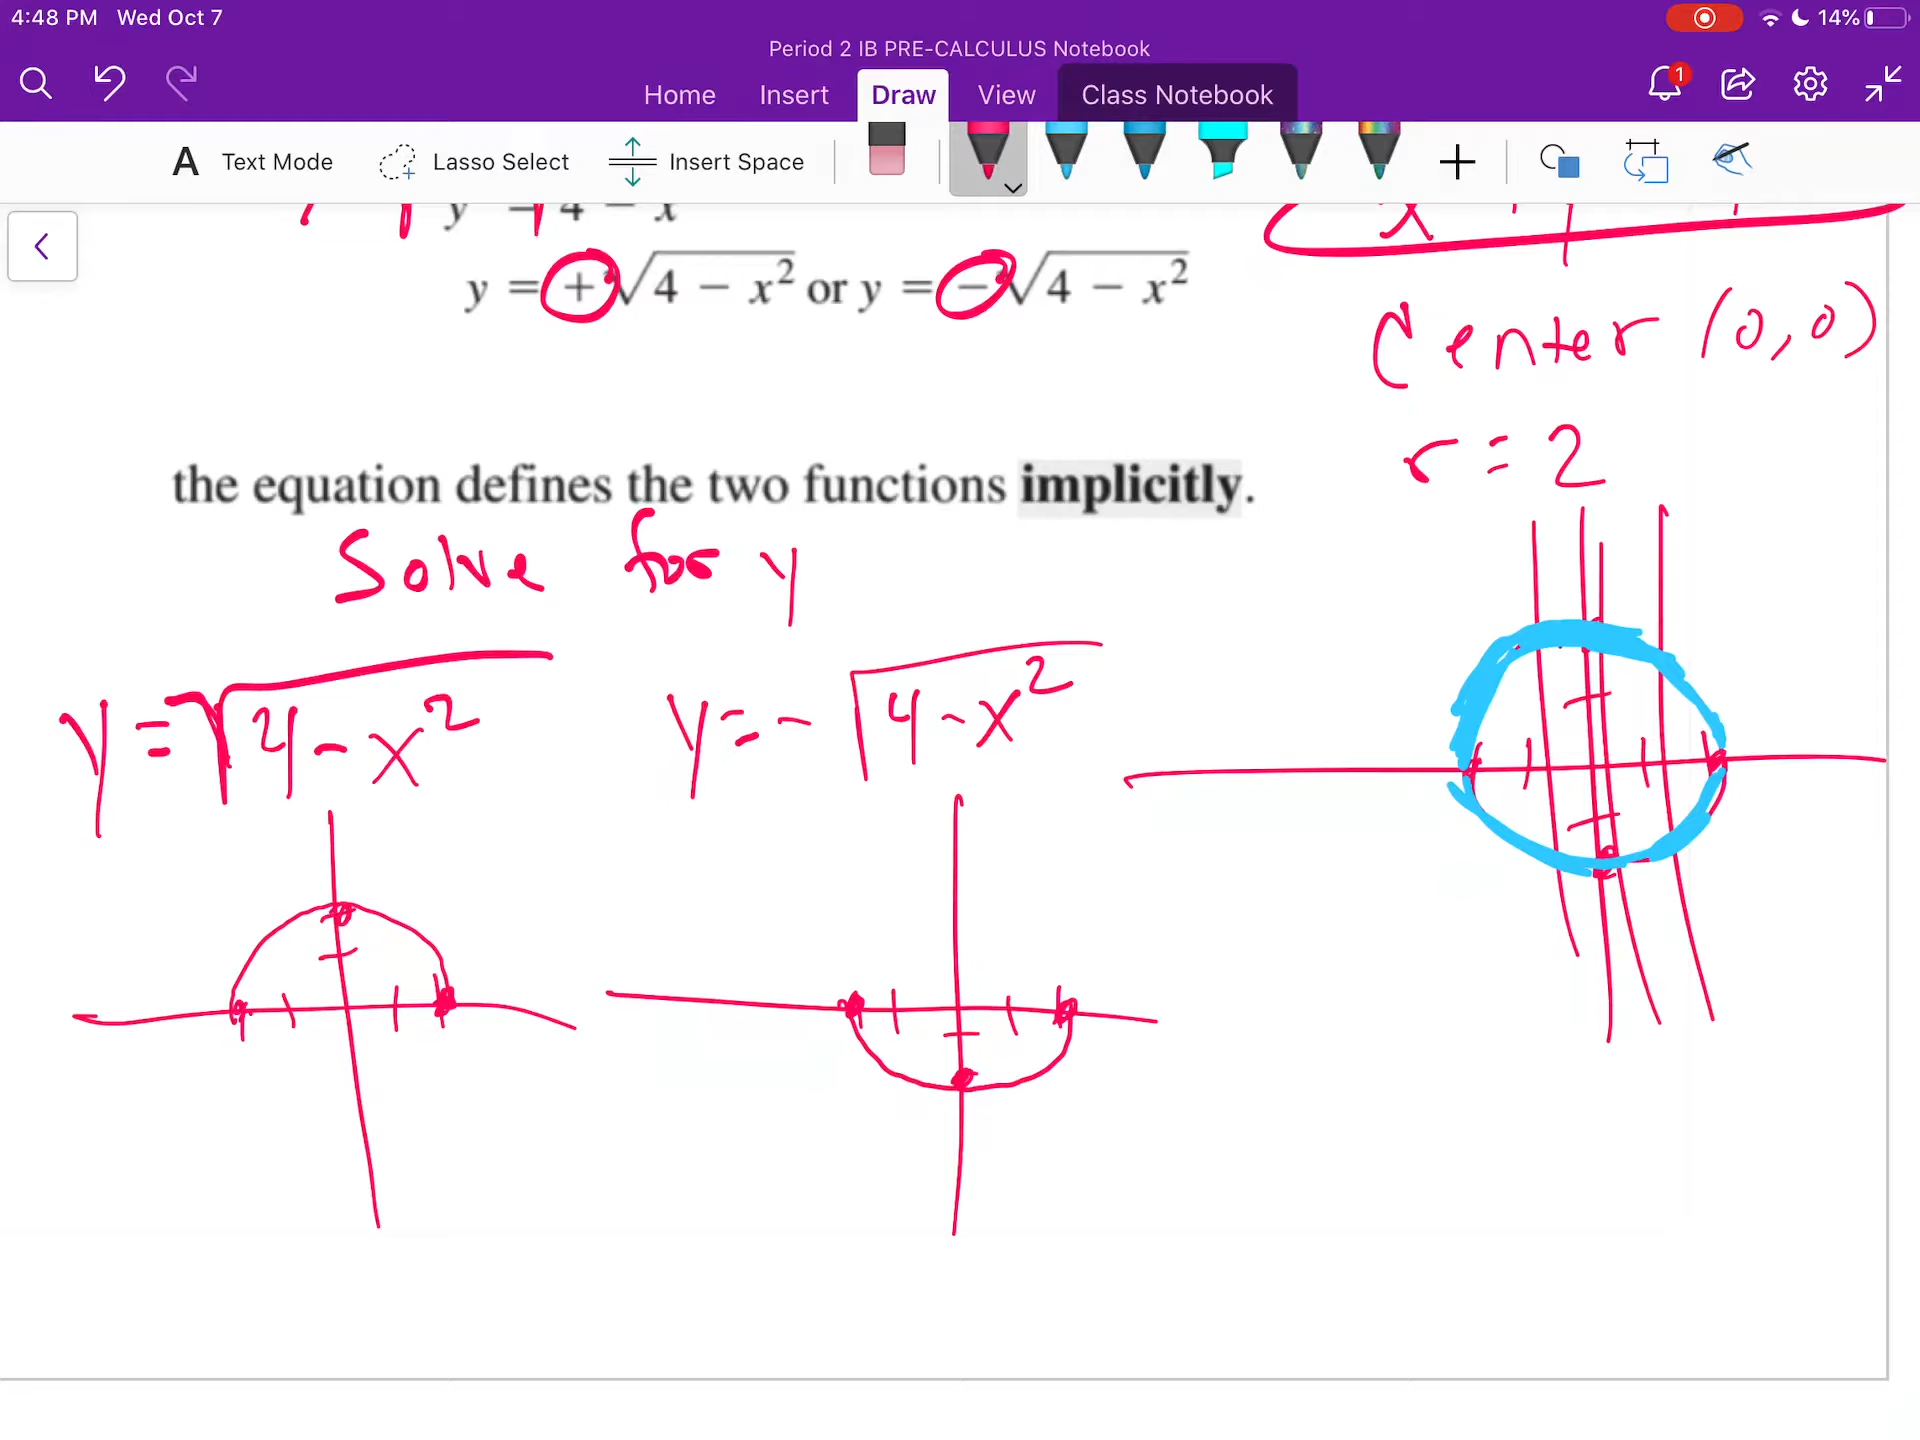 4:48 PM Wed Oct 7
14%
Period 2 IB PRE-CALCULUS Notebook
Home Insert Draw View Class Notebook
1
A Text Mode Lasso Select Insert Space
y = +√4 − x² or y = −√4 − x²
Center (0,0)
r = 2
the equation defines the two functions implicitly.
Solve for y
y = √4 - x²
y = - √4 - x²